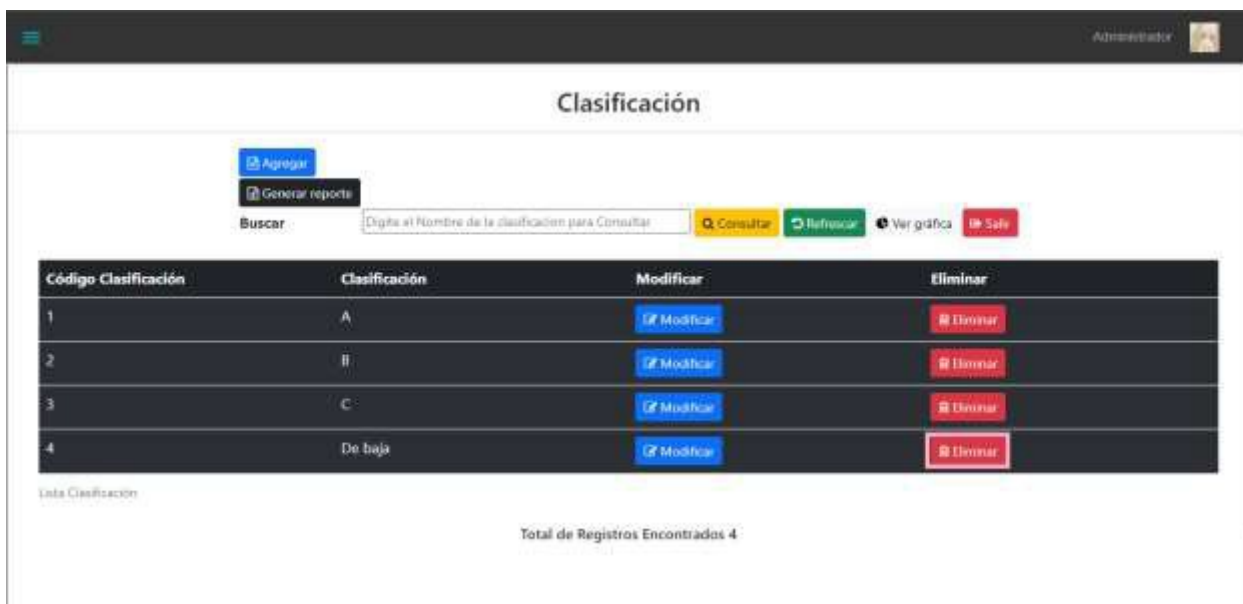 Administrador
Clasificación
Agregar
Generar reporte
Buscar Digite el Nombre de la clasificacion para Consultar Consultar Refrescar Ver gráfica Salir
Código Clasificación Clasificación Modificar Eliminar
1 A Modificar Eliminar
2 B Modificar Eliminar
3 C Modificar Eliminar
4 De baja Modificar Eliminar
Lista Clasificación
Total de Registros Encontrados 4